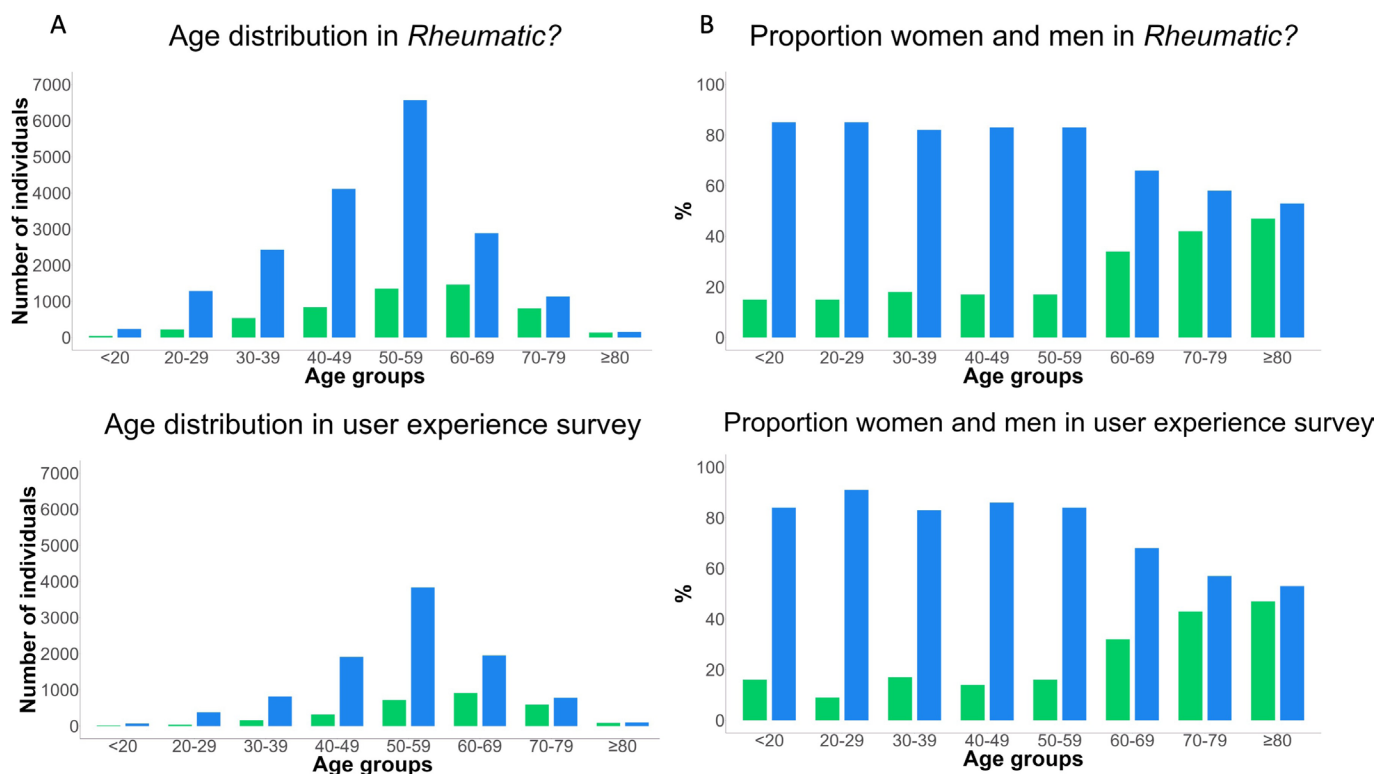 A
Age distribution in Rheumatic?
Number of individuals
7000
6000
5000
4000
3000
2000
1000
0
<20 20-29 30-39 40-49 50-59 60-69 70-79 ≥80
Age groups
B
Proportion women and men in Rheumatic?
%
100
80
60
40
20
0
<20 20-29 30-39 40-49 50-59 60-69 70-79 ≥80
Age groups
Age distribution in user experience survey
Number of individuals
7000
6000
5000
4000
3000
2000
1000
0
<20 20-29 30-39 40-49 50-59 60-69 70-79 ≥80
Age groups
Proportion women and men in user experience survey
%
100
80
60
40
20
0
<20 20-29 30-39 40-49 50-59 60-69 70-79 ≥80
Age groups